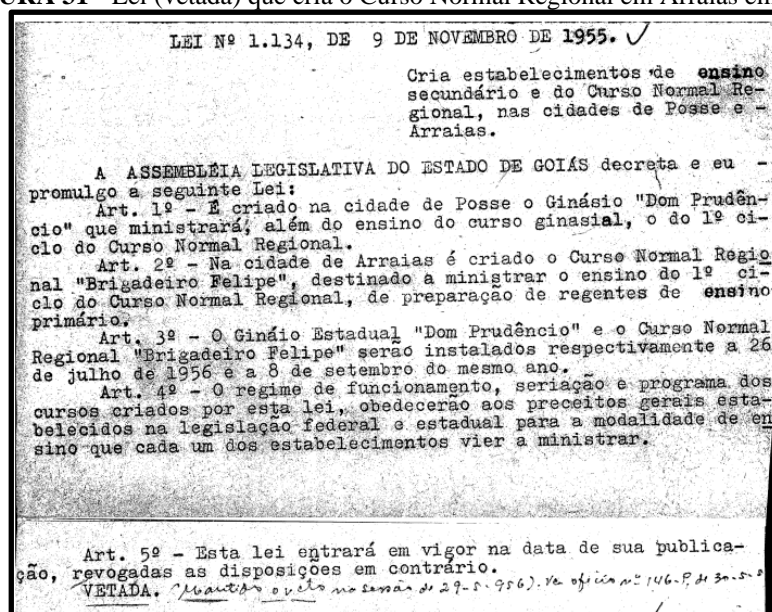 URA 31 - Lei (vetada) que cria o Curso Normal Regional em Arraias em
LEI Nº 1.134, DE 9 DE NOVEMBRO DE 1955. √
Cria estabelecimentos de ensino
secundário e do Curso Normal Re-
gional, nas cidades de Posse e -
Arraias.
A ASSEMBLÉIA LEGISLATIVA DO ESTADO DE GOIÁS decreta e eu -
promulgo a seguinte Lei:
Art. 1º - É criado na cidade de Posse o Ginásio "Dom Prudên-
cio" que ministrará, além do ensino do curso ginasial, o do 1º ci-
clo do Curso Normal Regional.
Art. 2º - Na cidade de Arraias é criado o Curso Normal Regio
nal "Brigadeiro Felipe", destinado a ministrar o ensino do 1º ci-
clo do Curso Normal Regional, de preparação de regentes de ensino
primário.
Art. 3º - O Gináio Estadual "Dom Prudêncio" e o Curso Normal
Regional "Brigadeiro Felipe" serão instalados respectivamente a 26
de julho de 1956 e a 8 de setembro do mesmo ano.
Art. 4º - O regime de funcionamento, seriação e programa dos
cursos criados por esta lei, obedecerão aos preceitos gerais esta-
belecidos na legislação federal e estadual para a modalidade de en
sino que cada um dos estabelecimentos vier a ministrar.
Art. 5º - Esta lei entrará em vigor na data de sua publica-
ção, revogadas as disposições em contrário.
VETADA. (Mantido o veto na sessão de 29-5-956). ofício nº 146-P, de 30-5-